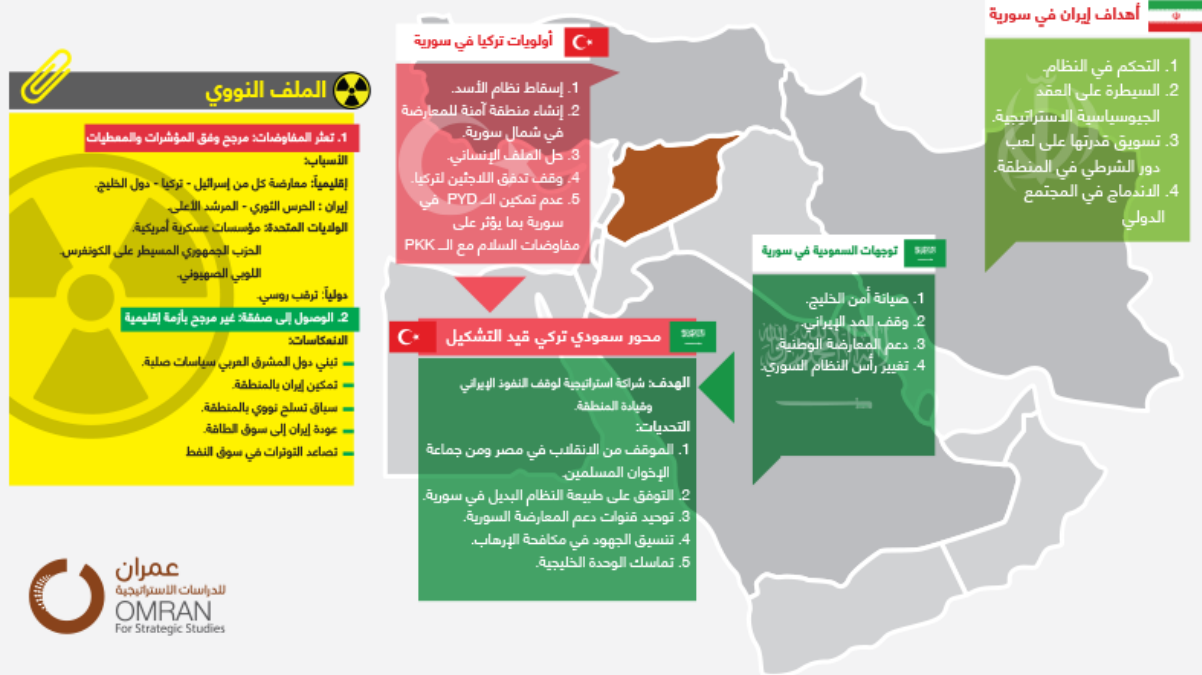 أهداف إيران في سورية
1. التحكم في النظام.
2. السيطرة على العقد
الجيوسياسية الاستراتيجية.
3. تسويق قدرتها على لعب
دور الشرطي في المنطقة.
4. الاندماج في المجتمع
الدولي
أولويات تركيا في سورية
1. إسقاط نظام الأسد.
2. إنشاء منطقة آمنة للمعارضة
في شمال سورية.
3. حل الملف الإنساني.
4. وقف تدفق اللاجئين لتركيا.
5. عدم تمكين الـ PYD في
سورية بما يؤثر على
مفاوضات السلام مع الـ PKK
توجهات السعودية في سورية
1. صيانة أمن الخليج.
2. وقف المد الإيراني.
3. دعم المعارضة الوطنية.
4. تغيير رأس النظام السوري.
محور سعودي تركي قيد التشكيل
الهدف: شراكة استراتيجية لوقف النفوذ الإيراني
وقيادة المنطقة.
التحديات:
1. الموقف من الانقلاب في مصر ومن جماعة
الإخوان المسلمين.
2. التوفق على طبيعة النظام البديل في سورية.
3. توحيد قنوات دعم المعارضة السورية.
4. تنسيق الجهود في مكافحة الإرهاب.
5. تماسك الوحدة الخليجية.
الملف النووي
1. تعثر المفاوضات: مرجح وفق المؤشرات والمعطيات
الأسباب:
إقليمياً: معارضة كل من إسرائيل - تركيا - دول الخليج.
إيران : الحرس الثوري - المرشد الأعلى.
الولايات المتحدة: مؤسسات عسكرية أمريكية.
الحزب الجمهوري المسيطر على الكونغرس.
اللوبي الصهيوني.
دولياً: ترقب روسي.
2. الوصول إلى صفقة: غير مرجح بأزمة إقليمية
الانعكاسات:
تبني دول المشرق العربي سياسات صلبة.
تمكين إيران بالمنطقة.
سباق تسلح نووي بالمنطقة.
عودة إيران إلى سوق الطاقة.
تصاعد التوترات في سوق النفط
عمران
للدراسات الاستراتيجية
OMRAN
For Strategic Studies